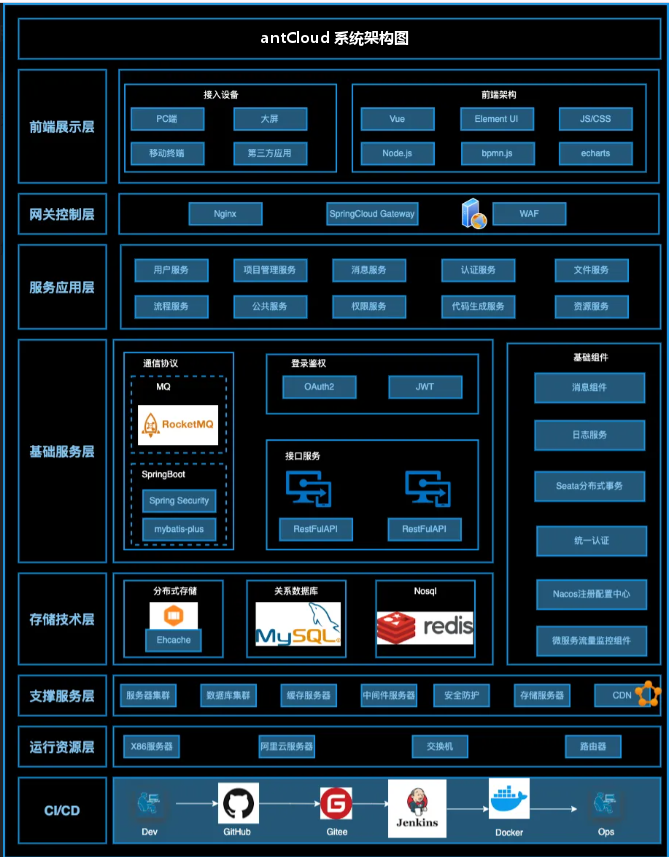 antCloud 系统架构图
前端展示层
接入设备
PC端
大屏
移动终端
第三方应用
前端架构
Vue
Element UI
JS/CSS
Node.js
bpmn.js
echarts
网关控制层
Nginx
SpringCloud Gateway
WAF
服务应用层
用户服务
项目管理服务
消息服务
认证服务
文件服务
流程服务
公共服务
权限服务
代码生成服务
资源服务
基础服务层
通信协议
MQ
RocketMQ
SpringBoot
Spring Security
mybatis-plus
登录鉴权
OAuth2
JWT
接口服务
RestFulAPI
RestFulAPI
基础组件
消息组件
日志服务
Seata分布式事务
统一认证
Nacos注册配置中心
微服务流量监控组件
存储技术层
分布式存储
Ehcache
关系数据库
MySQL
Nosql
redis
支撑服务层
服务器集群
数据库集群
缓存服务器
中间件服务器
安全防护
存储服务器
CDN
运行资源层
X86服务器
阿里云服务器
交换机
路由器
CI/CD
Dev
GitHub
Gitee
Jenkins
Docker
Ops